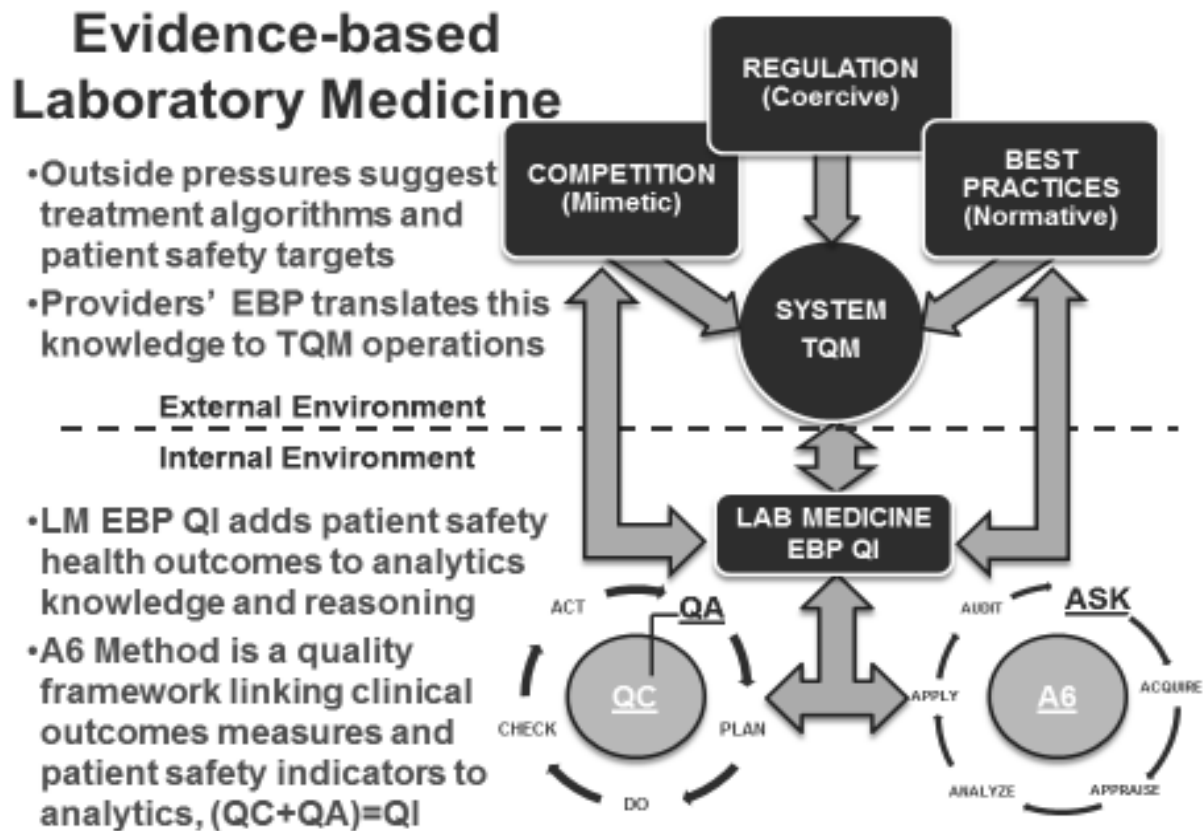 Evidence-based
Laboratory Medicine
•Outside pressures suggest
treatment algorithms and
patient safety targets
•Providers’ EBP translates this
knowledge to TQM operations
External Environment
Internal Environment
•LM EBP QI adds patient safety
health outcomes to analytics
knowledge and reasoning
•A6 Method is a quality
framework linking clinical
outcomes measures and
patient safety indicators to
analytics, (QC+QA)=QI
REGULATION
(Coercive)
COMPETITION
(Mimetic)
BEST
PRACTICES
(Normative)
SYSTEM
TQM
LAB MEDICINE
EBP QI
ACT
QA
QC
CHECK
PLAN
DO
AUDIT
ASK
ACQUIRE
A6
APPLY
ANALYZE
APPRAISE